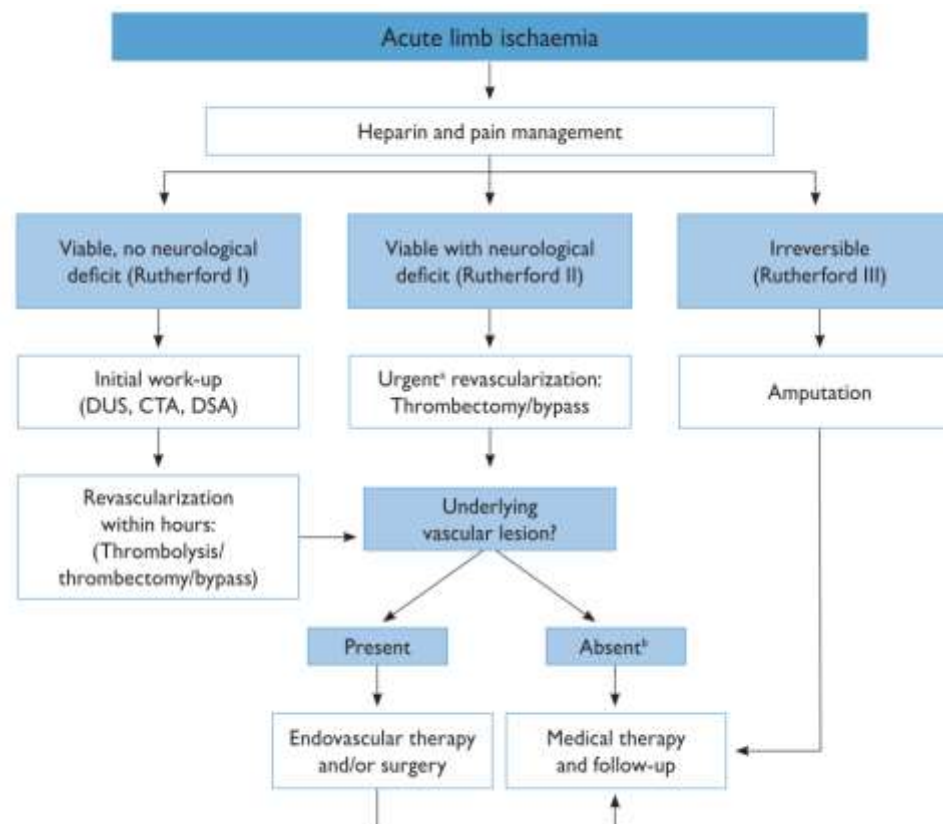 Acute limb ischaemia
Heparin and pain management
Viable, no neurological
deficit (Rutherford I)
Viable with neurological
deficit (Rutherford II)
Irreversible
(Rutherford III)
Initial work-up
(DUS, CTA, DSA)
Urgentᵃ revascularization:
Thrombectomy/bypass
Amputation
Revascularization
within hours:
(Thrombolysis/
thrombectomy/bypass)
Underlying
vascular lesion?
Present
Absentᵇ
Endovascular therapy
and/or surgery
Medical therapy
and follow-up